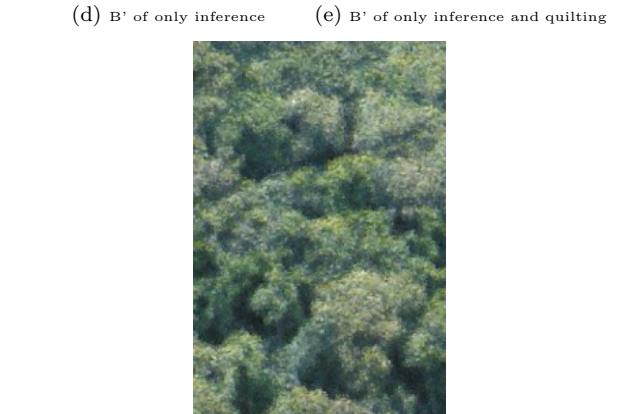 (d) B' of only inference
(e) B' of only inference and quilting